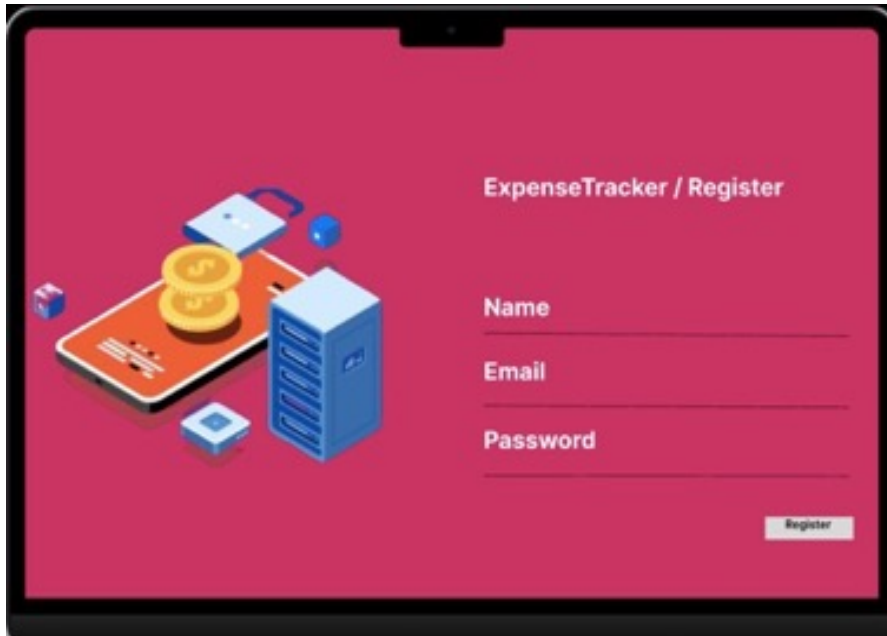 ExpenseTracker / Register
Name
Email
Password
Register